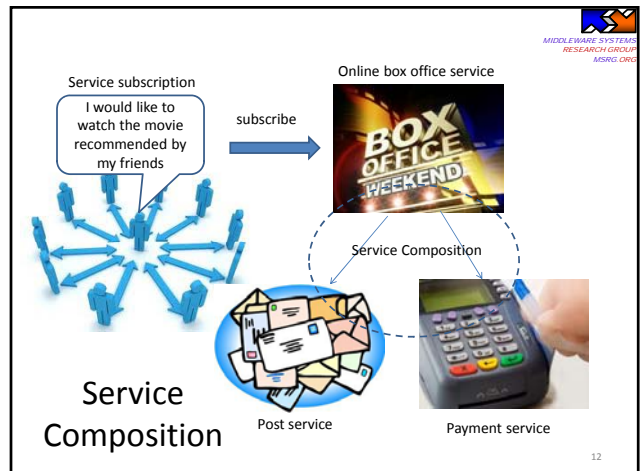 MIDDLEWARE SYSTEMS
RESEARCH GROUP
MSRG.ORG
Service subscription
I would like to
watch the movie
recommended by
my friends
subscribe
Online box office service
BOX
OFFICE
WEEKEND
Service Composition
Post service
Payment service
Service
Composition
12